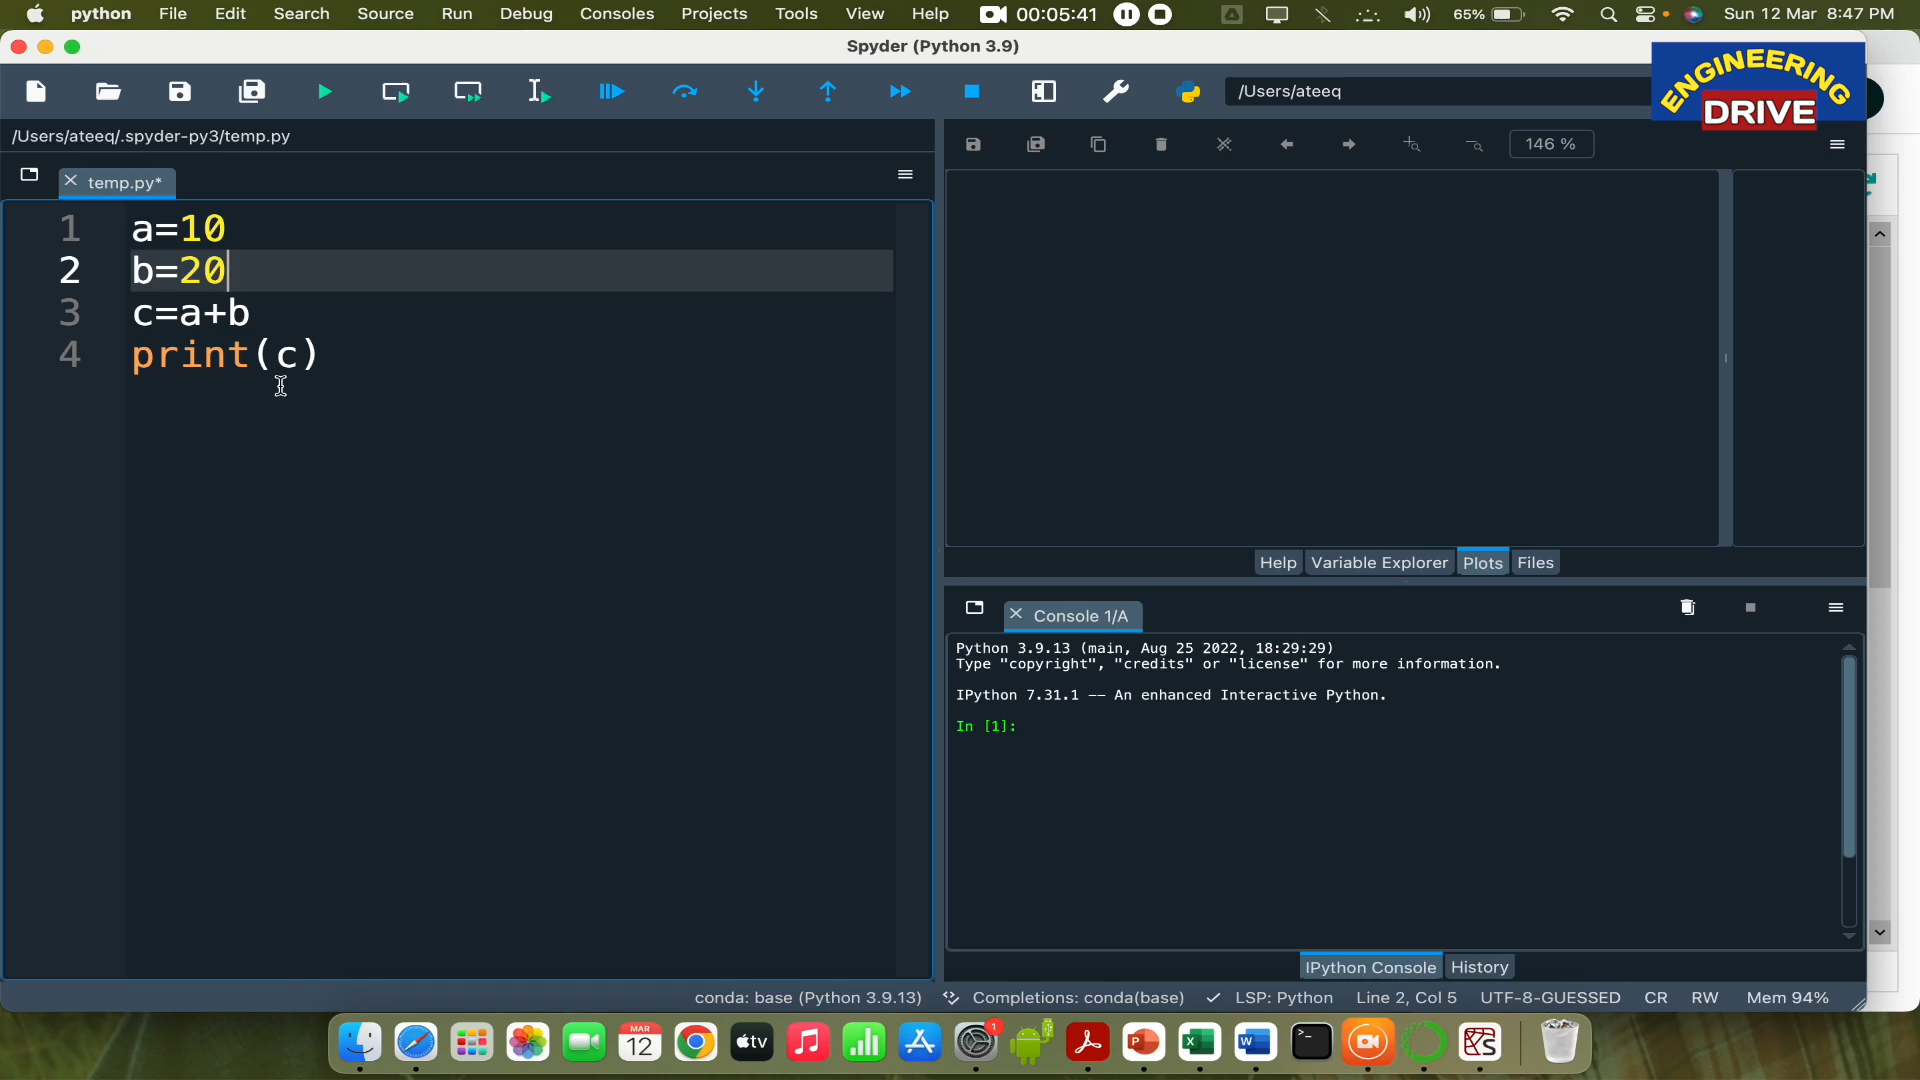 python File Edit Search Source Run Debug Consoles Projects Tools View Help 00:05:41 65% Sun 12 Mar 8:47 PM
Spyder (Python 3.9)
ENGINEERING
DRIVE
/Users/ateeq
/Users/ateeq/.spyder-py3/temp.py
146 %
temp.py*
1 a=10
2 b=20
3 c=a+b
4 print(c)
Help Variable Explorer Plots Files
Console 1/A
Python 3.9.13 (main, Aug 25 2022, 18:29:29)
Type "copyright", "credits" or "license" for more information.
IPython 7.31.1 -- An enhanced Interactive Python.
In [1]:
IPython Console History
conda: base (Python 3.9.13) Completions: conda(base) LSP: Python Line 2, Col 5 UTF-8-GUESSED CR RW Mem 94%
MAR
12
tv
1